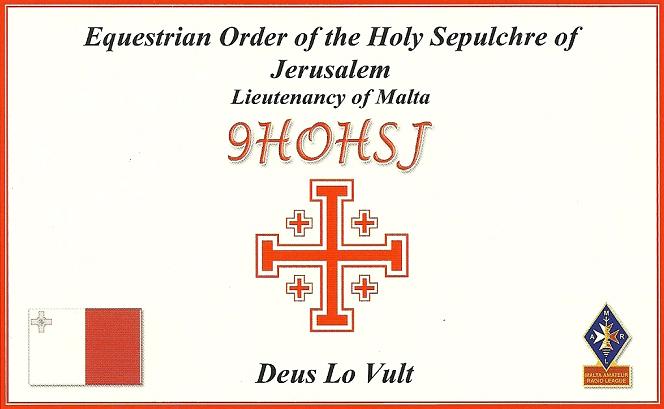 Equestrian Order of the Holy Sepulchre of
Jerusalem
Lieutenancy of Malta
9HOHSJ
M
A R
L
MALTA AMATEUR
RADIO LEAGUE
Deus Lo Vult